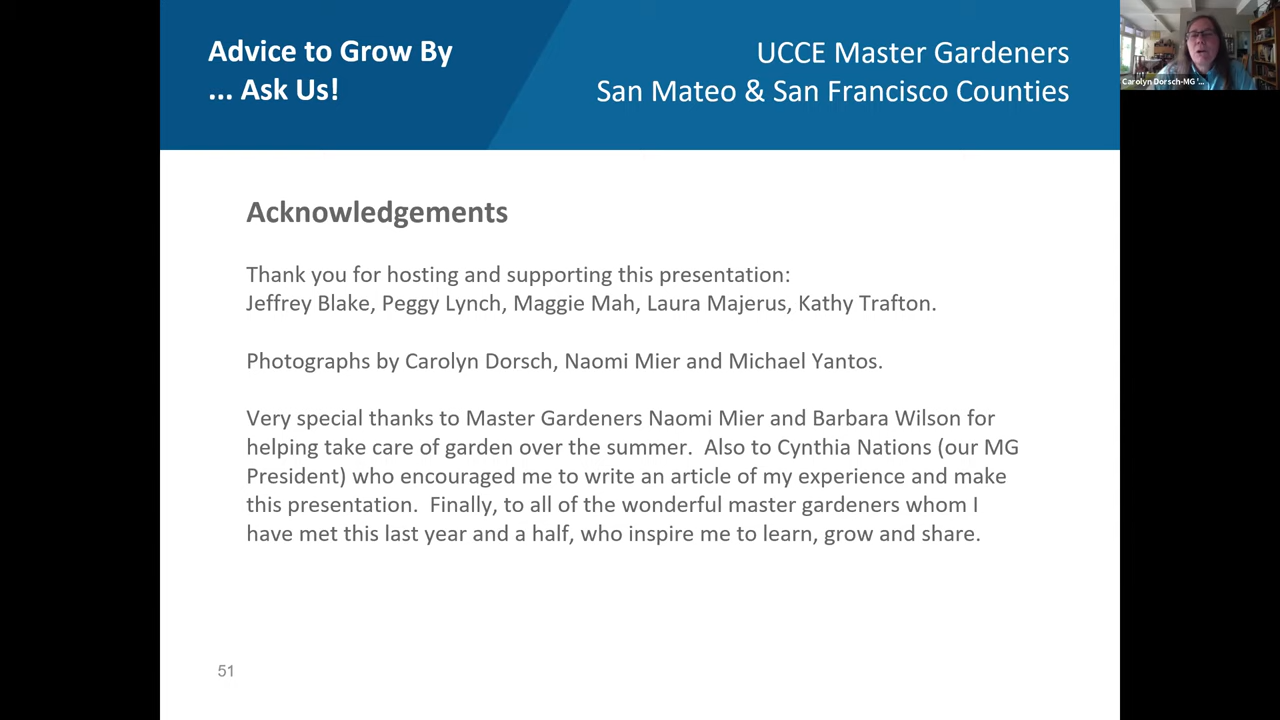 Advice to Grow By
... Ask Us!
UCCE Master Gardeners
San Mateo & San Francisco Counties
Carolyn Dorsch-MG '...
Acknowledgements
Thank you for hosting and supporting this presentation:
Jeffrey Blake, Peggy Lynch, Maggie Mah, Laura Majerus, Kathy Trafton.
Photographs by Carolyn Dorsch, Naomi Mier and Michael Yantos.
Very special thanks to Master Gardeners Naomi Mier and Barbara Wilson for
helping take care of garden over the summer.  Also to Cynthia Nations (our MG
President) who encouraged me to write an article of my experience and make
this presentation.  Finally, to all of the wonderful master gardeners whom I
have met this last year and a half, who inspire me to learn, grow and share.
51